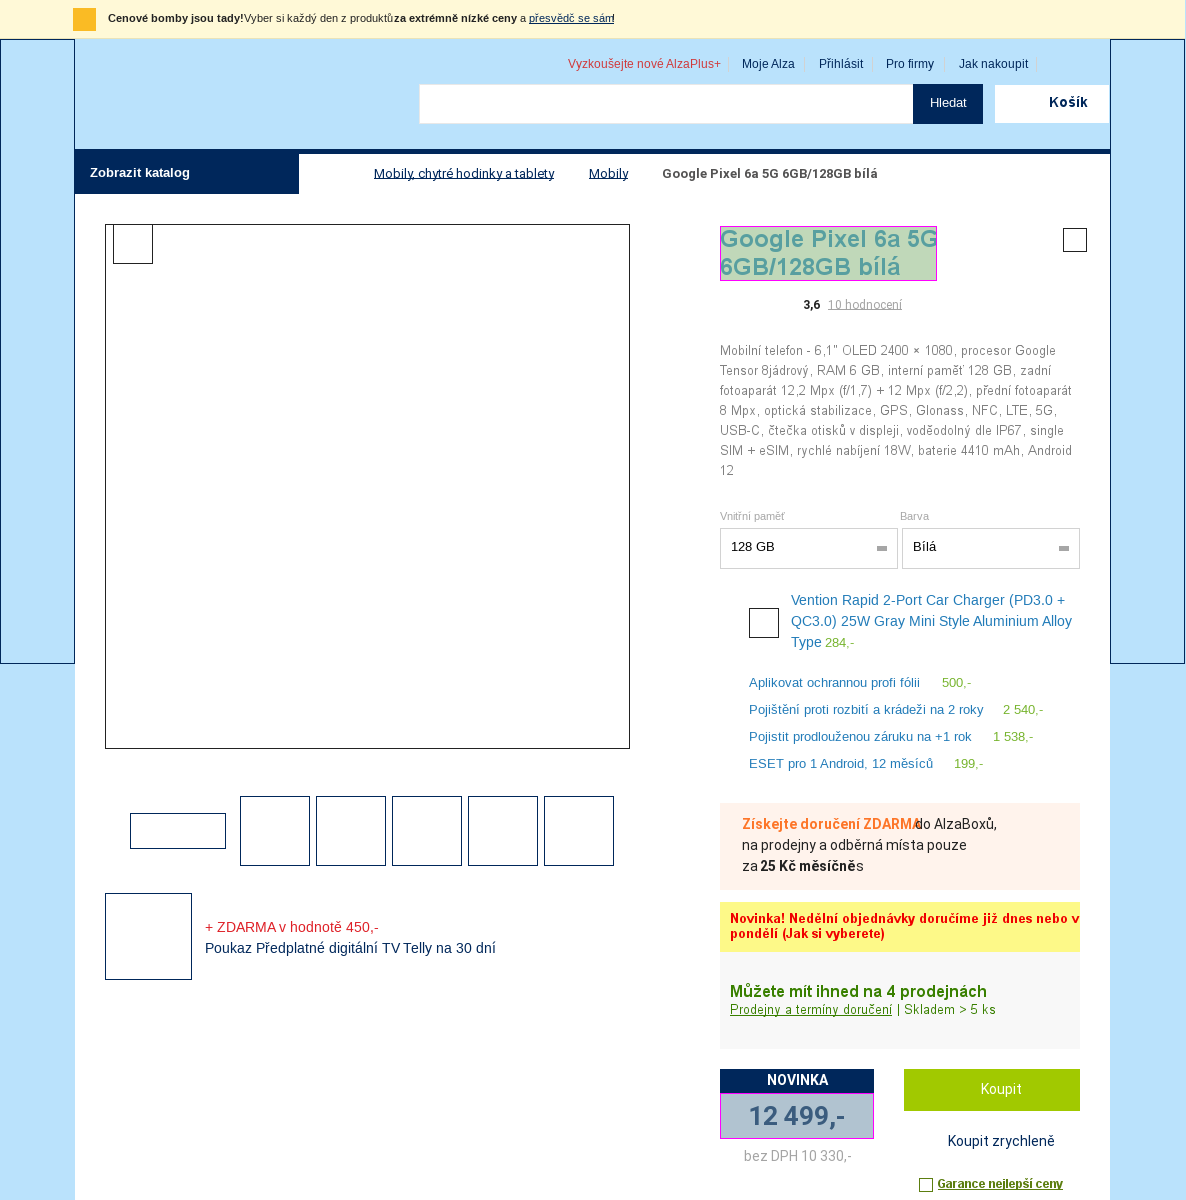 Cenové bomby jsou tady! Vyber si každý den z produktů za extrémně nízké ceny a přesvědč se sám!
Vyzkoušejte nové AlzaPlus+ Moje Alza Přihlásit Pro firmy Jak nakoupit
Hledat Košík
Zobrazit katalog Mobily, chytré hodinky a tablety Mobily Google Pixel 6a 5G 6GB/128GB bílá
Google Pixel 6a 5G
6GB/128GB bílá
3,6 10 hodnocení
Mobilní telefon - 6,1" OLED 2400 × 1080, procesor Google
Tensor 8jádrový, RAM 6 GB, interní paměť 128 GB, zadní
fotoaparát 12,2 Mpx (f/1,7) + 12 Mpx (f/2,2), přední fotoaparát
8 Mpx, optická stabilizace, GPS, Glonass, NFC, LTE, 5G,
USB-C, čtečka otisků v displeji, voděodolný dle IP67, single
SIM + eSIM, rychlé nabíjení 18W, baterie 4410 mAh, Android
12
Vnitřní paměť Barva
128 GB Bílá
Vention Rapid 2-Port Car Charger (PD3.0 +
QC3.0) 25W Gray Mini Style Aluminium Alloy
Type 284,-
Aplikovat ochrannou profi fólii 500,-
Pojištění proti rozbití a krádeži na 2 roky 2 540,-
Pojistit prodlouženou záruku na +1 rok 1 538,-
ESET pro 1 Android, 12 měsíců 199,-
Získejte doručení ZDARMA do AlzaBoxů,
na prodejny a odběrná místa pouze
za 25 Kč měsíčně s
+ ZDARMA v hodnotě 450,-
Poukaz Předplatné digitální TV Telly na 30 dní
Novinka! Nedělní objednávky doručíme již dnes nebo v
pondělí (Jak si vyberete)
Můžete mít ihned na 4 prodejnách
Prodejny a termíny doručení | Skladem > 5 ks
NOVINKA
12 499,-
bez DPH 10 330,-
Koupit
Koupit zrychleně
Garance nejlepší ceny